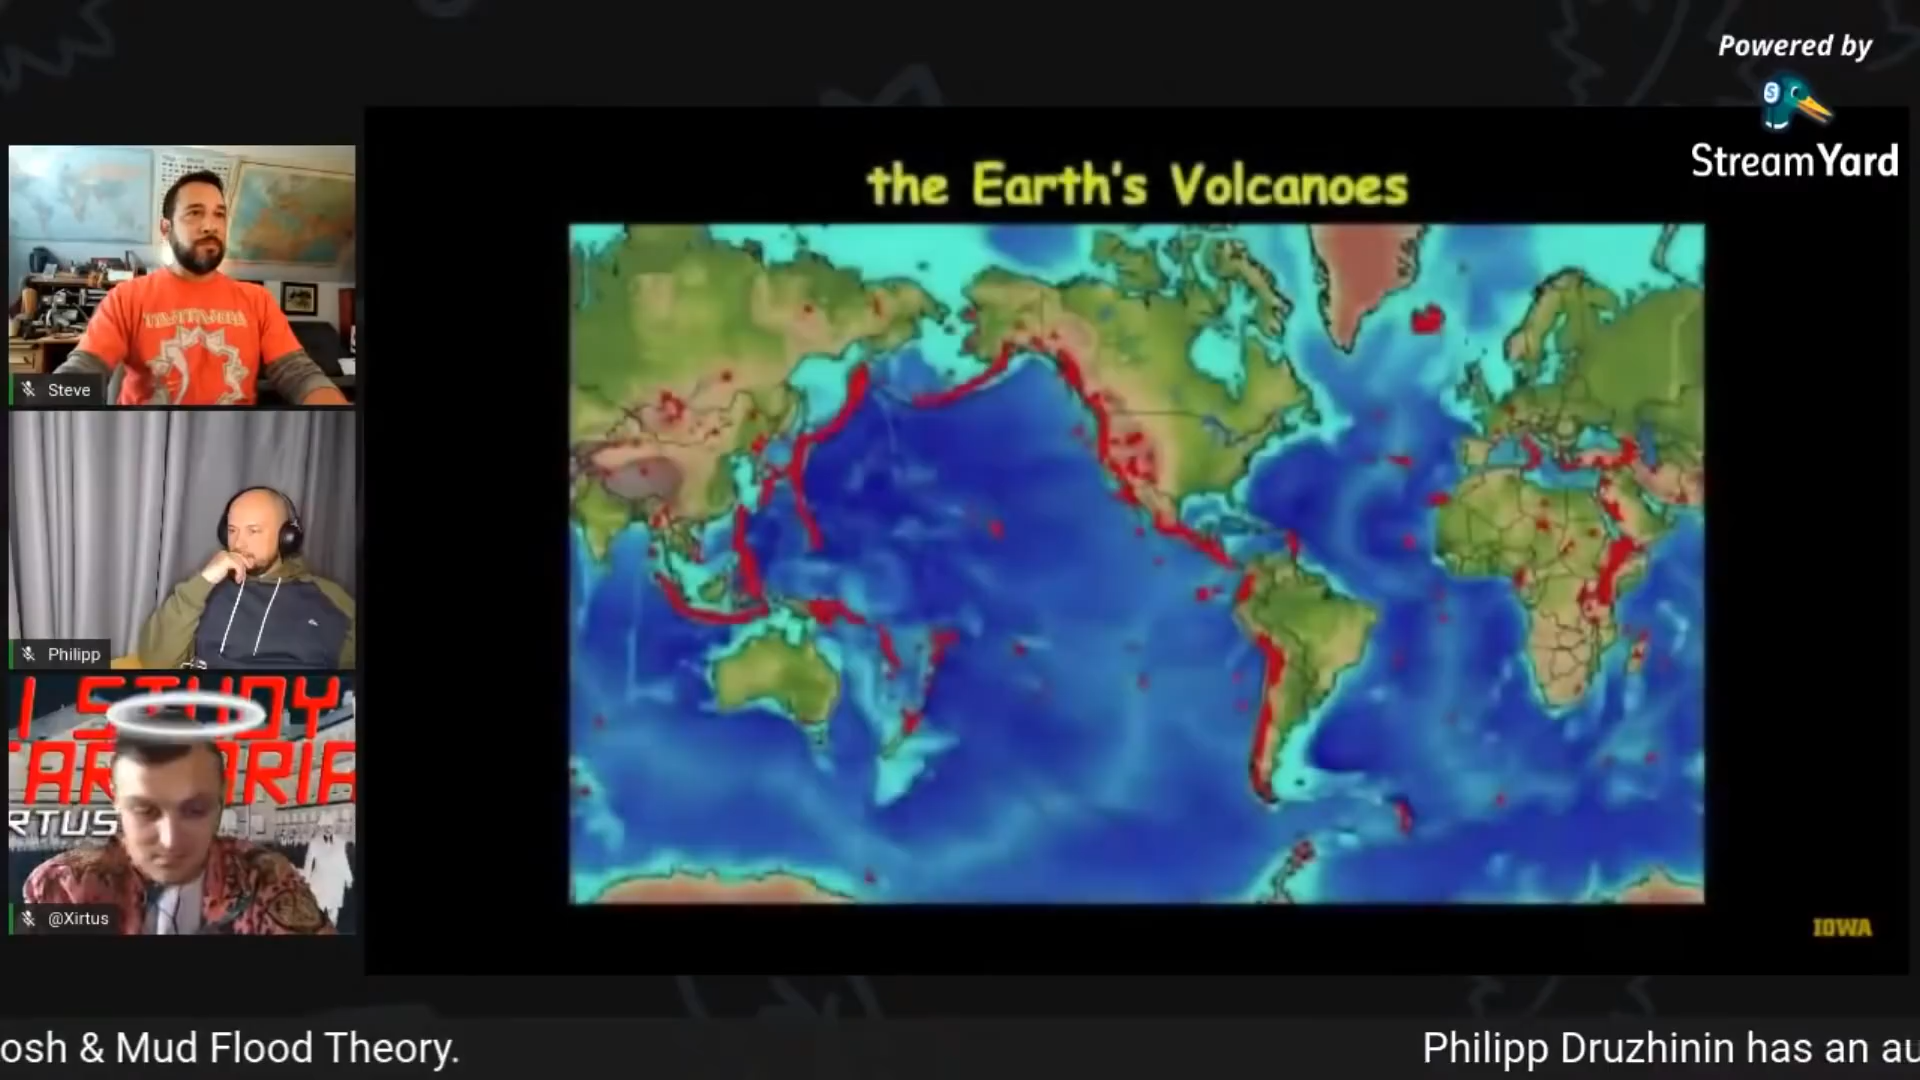 Powered by
StreamYard
the Earth's Volcanoes
Steve
Philipp
I STUDY
@Xirtus
IOWA
osh & Mud Flood Theory.
Philipp Druzhinin has an au